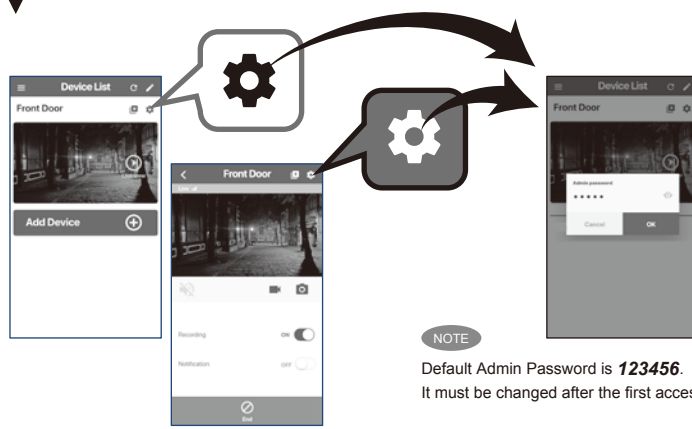 Device List
Front Door
Add Device
Front Door
Live
Recording
ON
Notification
OFF
End
Device List
Front Door
Admin password
Cancel
OK
NOTE
Default Admin Password is 123456.
It must be changed after the first acces